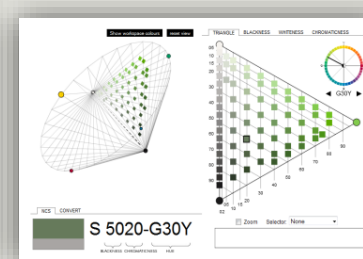 Show workspace colours reset view
TRIANGLE BLACKNESS WHITENESS CHROMATICNESS
G30Y
NCS CONVERT
S 5020-G30Y
BLACKNESS CHROMATICNESS HUE
Zoom Selector None